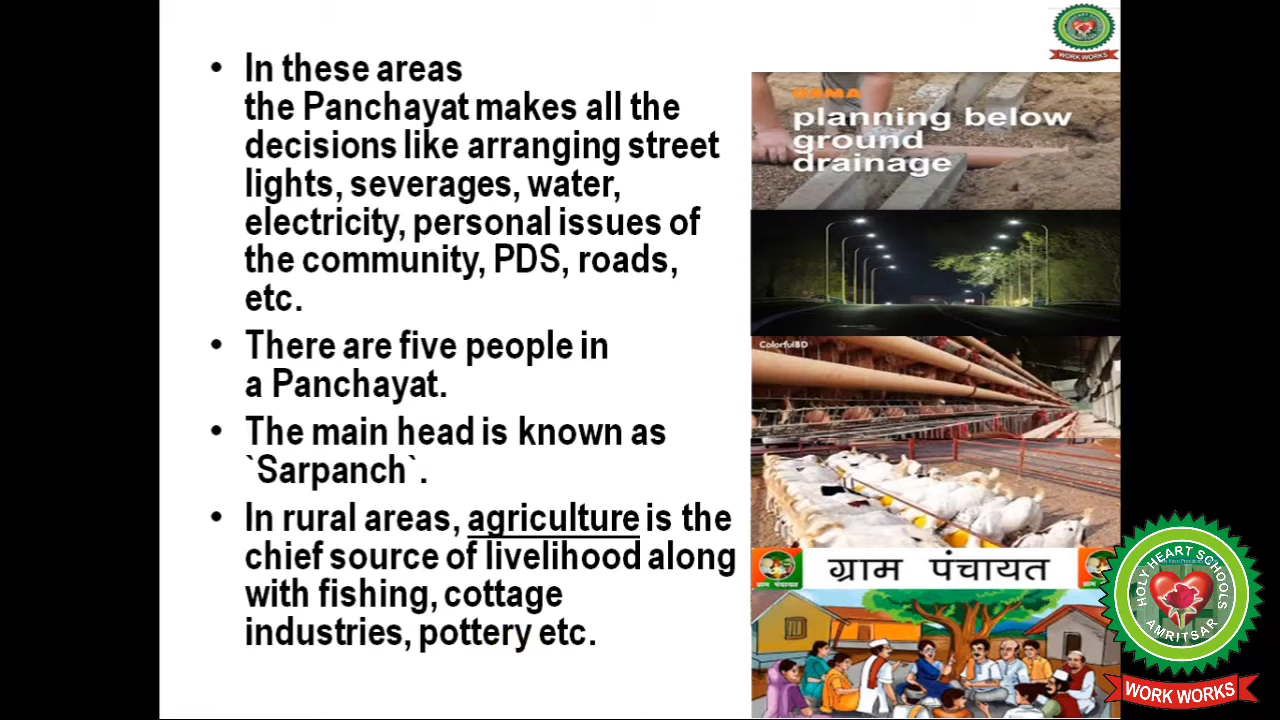 • In these areas
the Panchayat makes all the
decisions like arranging street
lights, severages, water,
electricity, personal issues of
the community, PDS, roads,
etc.
• There are five people in
a Panchayat.
• The main head is known as
`Sarpanch`.
• In rural areas, agriculture is the
chief source of livelihood along
with fishing, cottage
industries, pottery etc.
WORK WORKS
planning below
ground
drainage
ColorfulBD
ग्राम पंचायत
ग्राम पंचायत
HOLY HEART SCHOOLS
AMRITSAR
WORK WORKS